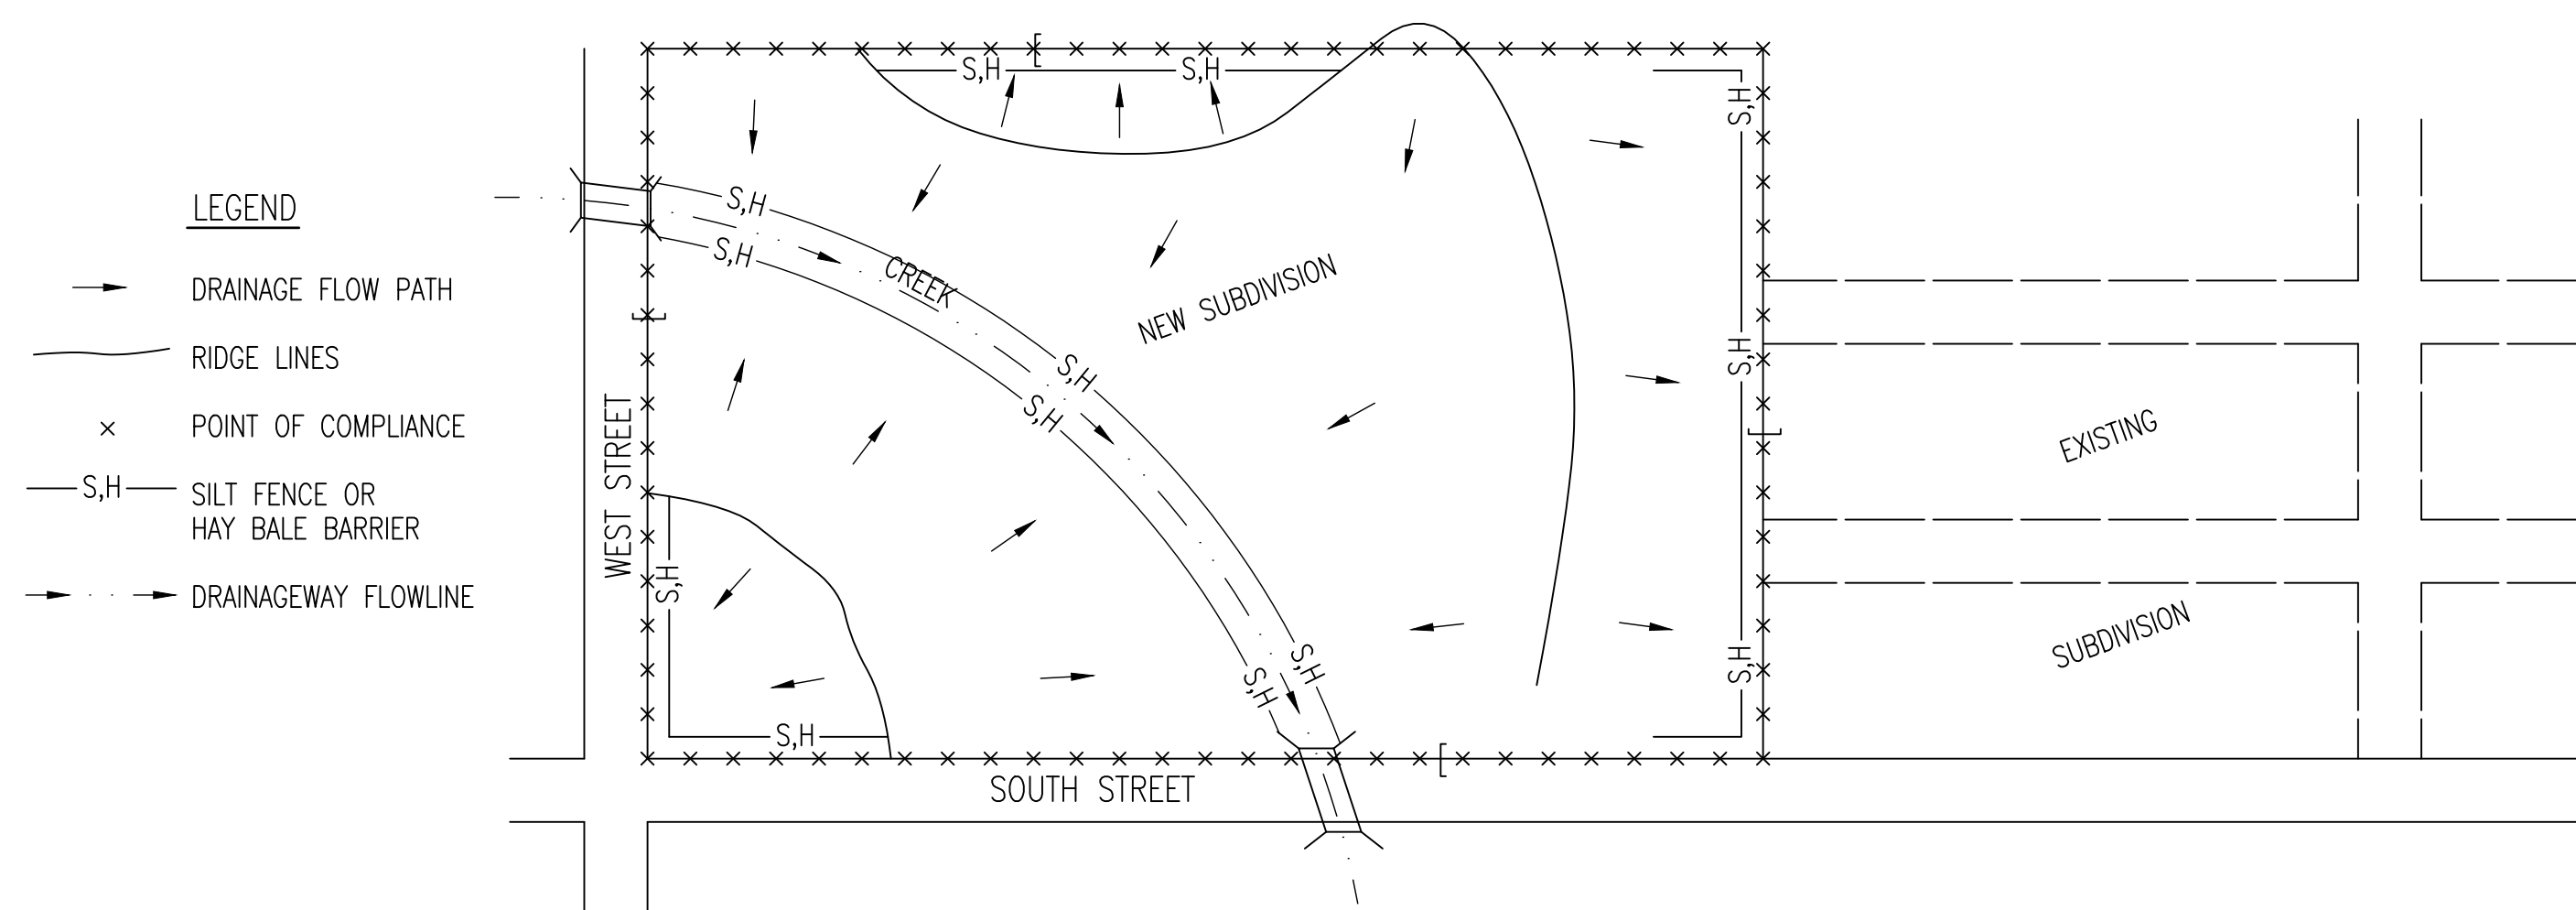 LEGEND
DRAINAGE FLOW PATH
RIDGE LINES
× POINT OF COMPLIANCE
S,H SILT FENCE OR
HAY BALE BARRIER
DRAINAGEWAY FLOWLINE
S,H
S,H
S,H
S,H
S,H
CREEK
NEW SUBDIVISION
S,H
S,H
S,H
WEST STREET
S,H
S,H
S,H
S,H
S,H
S,H
SOUTH STREET
EXISTING
SUBDIVISION